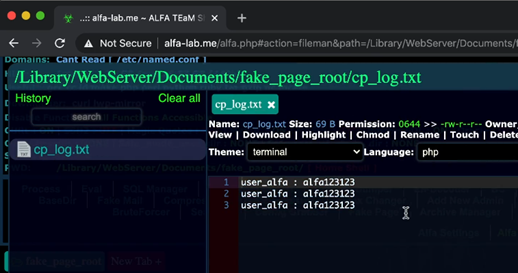 ..:: alfa-lab.me ~ ALFA TEaM S
Not Secure alfa-lab.me/alfa.php#action=fileman&path=/Library/WebServer/Documents/f
Domains: Cant Read [ /etc/named.conf ]
/Library/WebServer/Documents/fake_page_root/cp_log.txt
History Clear all
cp_log.txt
search
Name: cp_log.txt Size: 69 B Permission: 0644 >> -rw-r--r-- Owner
View | Download | Highlight | Chmod | Rename | Touch | Delet
cp_log.txt
Theme: terminal Language: php
1 user_alfa : alfa123123
2 user_alfa : alfa123123
3 user_alfa : alfa123123
fake_page_root New Tab +